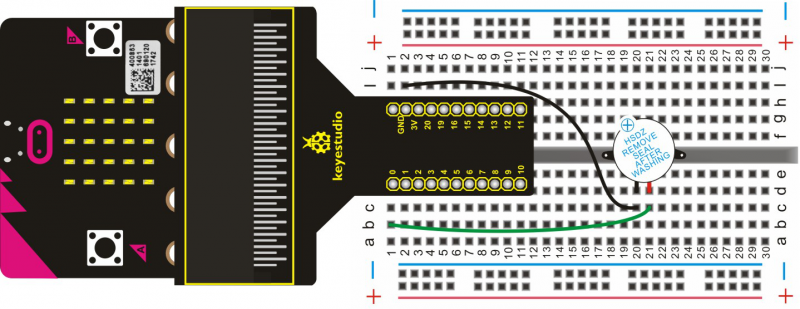 B
400863
1401
690120
1742
A
keyestudio
GND
3V
20
19
16
15
14
13
12
11
0
1
2
3
4
5
6
7
8
9
10
− −
+ +
1 2 3 4 5 6 7 8 9 10 11 12 13 14 15 16 17 18 19 20 21 22 23 24 25 26 27 28 29 30
j j
I i
h h
g
f
HSDZ
REMOVE
SEAL
AFTER
WASHING
e
d
c c
b b
a a
1 2 3 4 5 6 7 8 9 10 11 12 13 14 15 16 17 18 19 20 21 22 23 24 25 26 27 28 29 30
− −
+ +